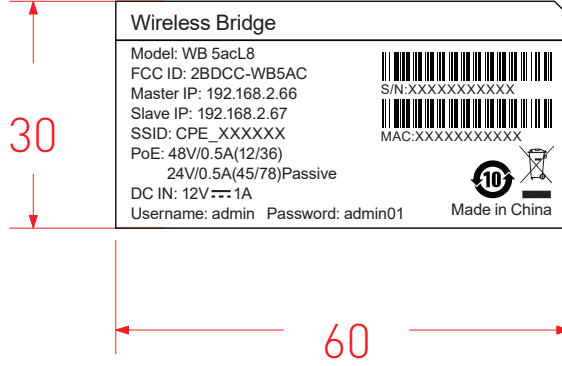 Wireless Bridge
Model: WB 5acL8
FCC ID: 2BDCC-WB5AC
Master IP: 192.168.2.66
Slave IP: 192.168.2.67
SSID: CPE_XXXXXX
PoE: 48V/0.5A(12/36)
24V/0.5A(45/78)Passive
DC IN: 12V⎓1A
Username: admin Password: admin01
S/N:XXXXXXXXXXX
MAC:XXXXXXXXXXX
10
Made in China
30
60